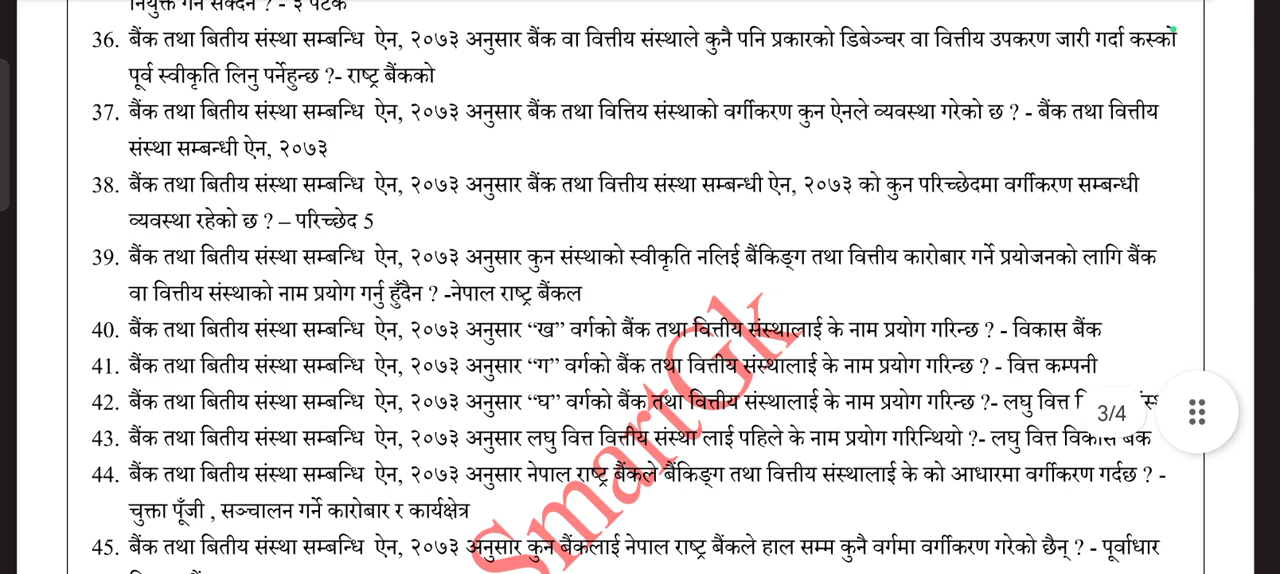 नियुक्त गर्न सक्दैन ? - ३ पटक
36. बैंक तथा बितीय संस्था सम्बन्धि ऐन, २०७३ अनुसार बैंक वा वित्तीय संस्थाले कुनै पनि प्रकारको डिबेञ्चर वा वित्तीय उपकरण जारी गर्दा कस्को
पूर्व स्वीकृति लिनु पर्नेहुन्छ ?- राष्ट्र बैंकको
37. बैंक तथा बितीय संस्था सम्बन्धि ऐन, २०७३ अनुसार बैंक तथा वित्तिय संस्थाको वर्गीकरण कुन ऐनले व्यवस्था गरेको छ ? - बैंक तथा वित्तीय
संस्था सम्बन्धी ऐन, २०७३
38. बैंक तथा बितीय संस्था सम्बन्धि ऐन, २०७३ अनुसार बैंक तथा वित्तीय संस्था सम्बन्धी ऐन, २०७३ को कुन परिच्छेदमा वर्गीकरण सम्बन्धी
व्यवस्था रहेको छ ? – परिच्छेद 5
39. बैंक तथा बितीय संस्था सम्बन्धि ऐन, २०७३ अनुसार कुन संस्थाको स्वीकृति नलिई बैंकिङ्ग तथा वित्तीय कारोबार गर्ने प्रयोजनको लागि बैंक
वा वित्तीय संस्थाको नाम प्रयोग गर्नु हुँदैन ? -नेपाल राष्ट्र बैंकल
40. बैंक तथा बितीय संस्था सम्बन्धि ऐन, २०७३ अनुसार “ख” वर्गको बैंक तथा वित्तीय संस्थालाई के नाम प्रयोग गरिन्छ ? - विकास बैंक
41. बैंक तथा बितीय संस्था सम्बन्धि ऐन, २०७३ अनुसार “ग” वर्गको बैंक तथा वित्तीय संस्थालाई के नाम प्रयोग गरिन्छ ? - वित्त कम्पनी
42. बैंक तथा बितीय संस्था सम्बन्धि ऐन, २०७३ अनुसार “घ” वर्गको बैंक तथा वित्तीय संस्थालाई के नाम प्रयोग गरिन्छ ?- लघु वित्त
3/4
43. बैंक तथा बितीय संस्था सम्बन्धि ऐन, २०७३ अनुसार लघु वित्त वित्तीय संस्था लाई पहिले के नाम प्रयोग गरिन्थियो ?- लघु वित्त विकास बैंक
44. बैंक तथा बितीय संस्था सम्बन्धि ऐन, २०७३ अनुसार नेपाल राष्ट्र बैंकले बैंकिङ्ग तथा वित्तीय संस्थालाई के को आधारमा वर्गीकरण गर्दछ ? -
चुक्ता पूँजी , सञ्चालन गर्ने कारोबार र कार्यक्षेत्र
45. बैंक तथा बितीय संस्था सम्बन्धि ऐन, २०७३ अनुसार कुन बैंकलाई नेपाल राष्ट्र बैंकले हाल सम्म कुनै वर्गमा वर्गीकरण गरेको छैन् ? - पूर्वाधार
SmartGk